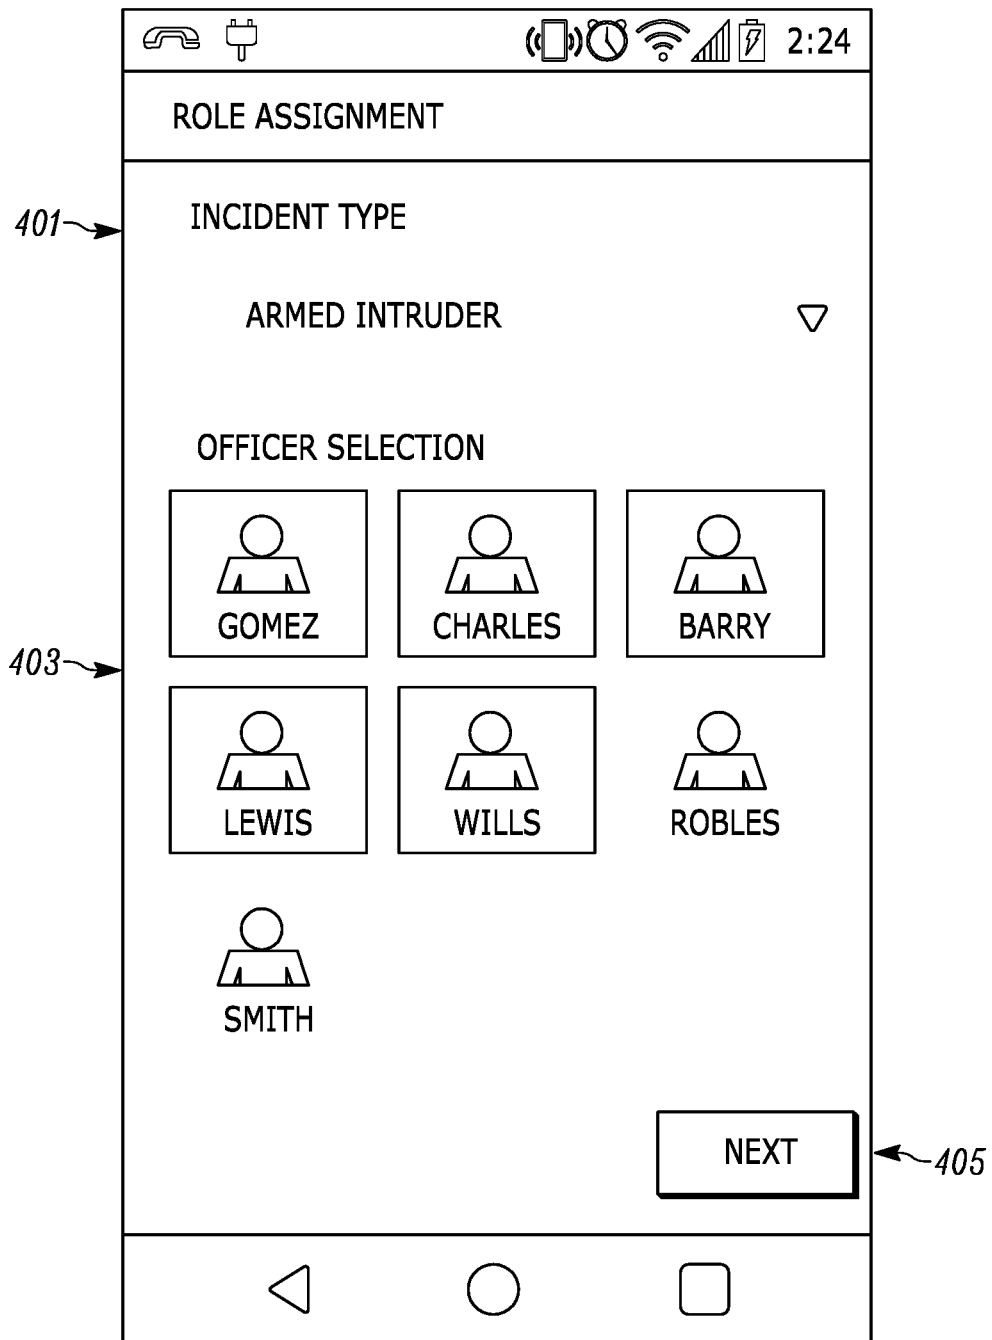 2:24
ROLE ASSIGNMENT
401
INCIDENT TYPE
ARMED INTRUDER
OFFICER SELECTION
GOMEZ CHARLES BARRY
403
LEWIS WILLS ROBLES
SMITH
NEXT
405